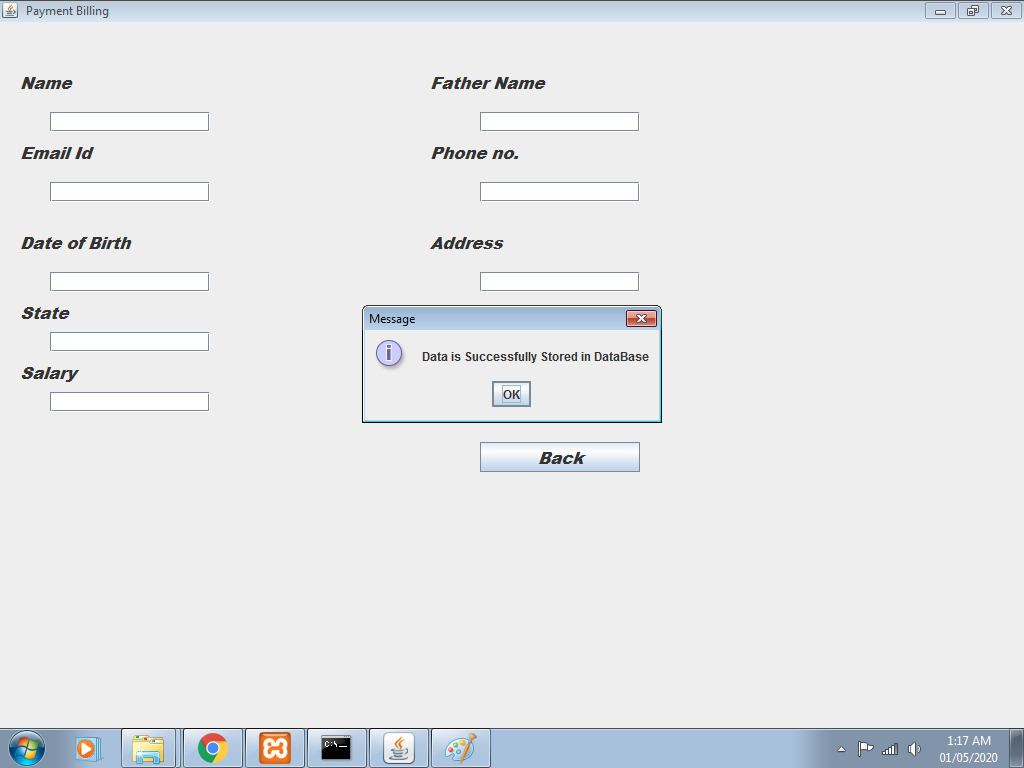 Payment Billing
Name
Father Name
Email Id
Phone no.
Date of Birth
Address
State
Message
Data is Successfully Stored in DataBase
OK
Salary
Back
C:\._
1:17 AM
01/05/2020